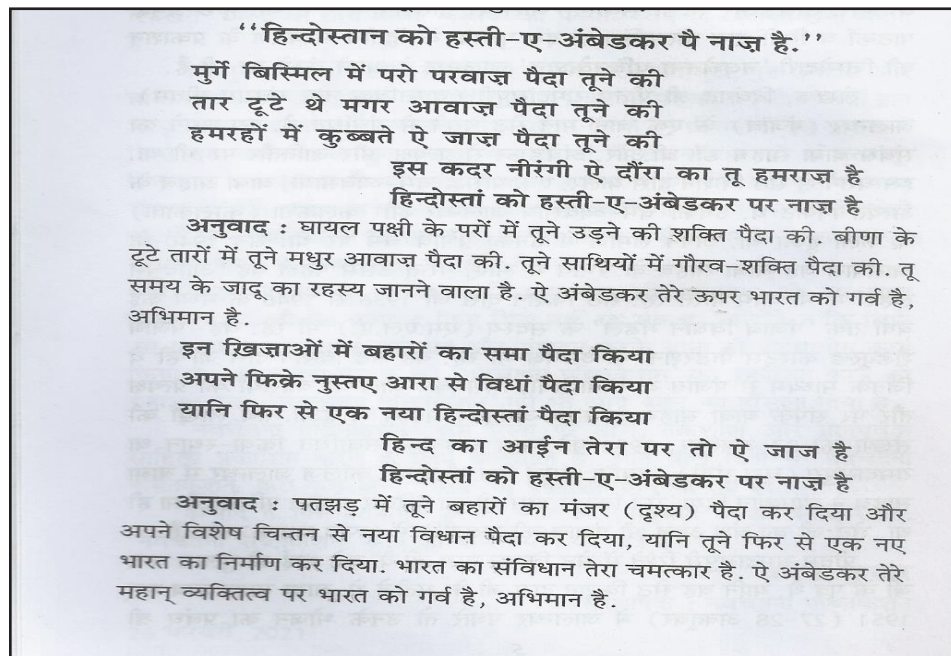 "हिन्दोस्तान को हस्ती-ए-अंबेडकर पै नाज़ है."
मुर्गे बिस्मिल में परो परवाज़ पैदा तूने की
तार टूटे थे मगर आवाज़ पैदा तूने की
हमरहों में कुब्बते ऐ नाज़ पैदा तूने की
इस कदर नीरंगी ऐ दौरा का तू हमराज़ है
हिन्दोस्तां को हस्ती-ए-अंबेडकर पर नाज़ है
अनुवाद : घायल पक्षी के परों में तूने उड़ने की शक्ति पैदा की. वीणा के
टूटे तारों में तूने मधुर आवाज़ पैदा की. तूने साथियों में गौरव-शक्ति पैदा की. तू
समय के जादू का रहस्य जानने वाला है. ऐ अंबेडकर तेरे ऊपर भारत को गर्व है,
अभिमान है.
इन ख़िज़ाओं में बहारों का समा पैदा किया
अपने फिक्रे नुस्तए आरा से विधां पैदा किया
यानि फिर से एक नया हिन्दोस्तां पैदा किया
हिन्द का आईन तेरा पर तो ऐ जाज़ है
हिन्दोस्तां को हस्ती-ए-अंबेडकर पर नाज़ है
अनुवाद : पतझड़ में तूने बहारों का मंजर (दृश्य) पैदा कर दिया और
अपने विशेष चिन्तन से नया विधान पैदा कर दिया, यानि तूने फिर से एक नए
भारत का निर्माण कर दिया. भारत का संविधान तेरा चमत्कार है. ऐ अंबेडकर तेरे
महान् व्यक्तित्व पर भारत को गर्व है, अभिमान है.